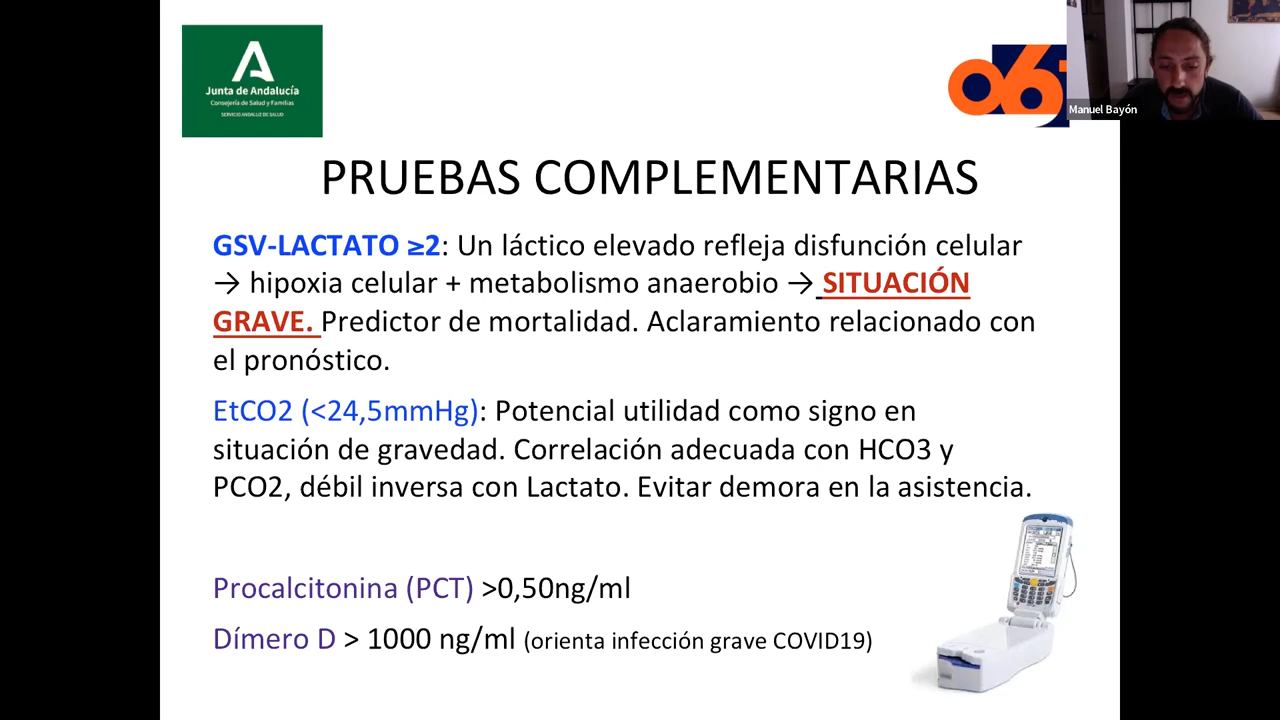 Junta de Andalucía
Consejería de Salud y Familias
SERVICIO ANDALUZ DE SALUD
061
Manuel Bayón
PRUEBAS COMPLEMENTARIAS
GSV-LACTATO ≥2: Un láctico elevado refleja disfunción celular
→ hipoxia celular + metabolismo anaerobio → SITUACIÓN
GRAVE. Predictor de mortalidad. Aclaramiento relacionado con
el pronóstico.
EtCO2 (<24,5mmHg): Potencial utilidad como signo en
situación de gravedad. Correlación adecuada con HCO3 y
PCO2, débil inversa con Lactato. Evitar demora en la asistencia.
Procalcitonina (PCT) >0,50ng/ml
Dímero D > 1000 ng/ml (orienta infección grave COVID19)